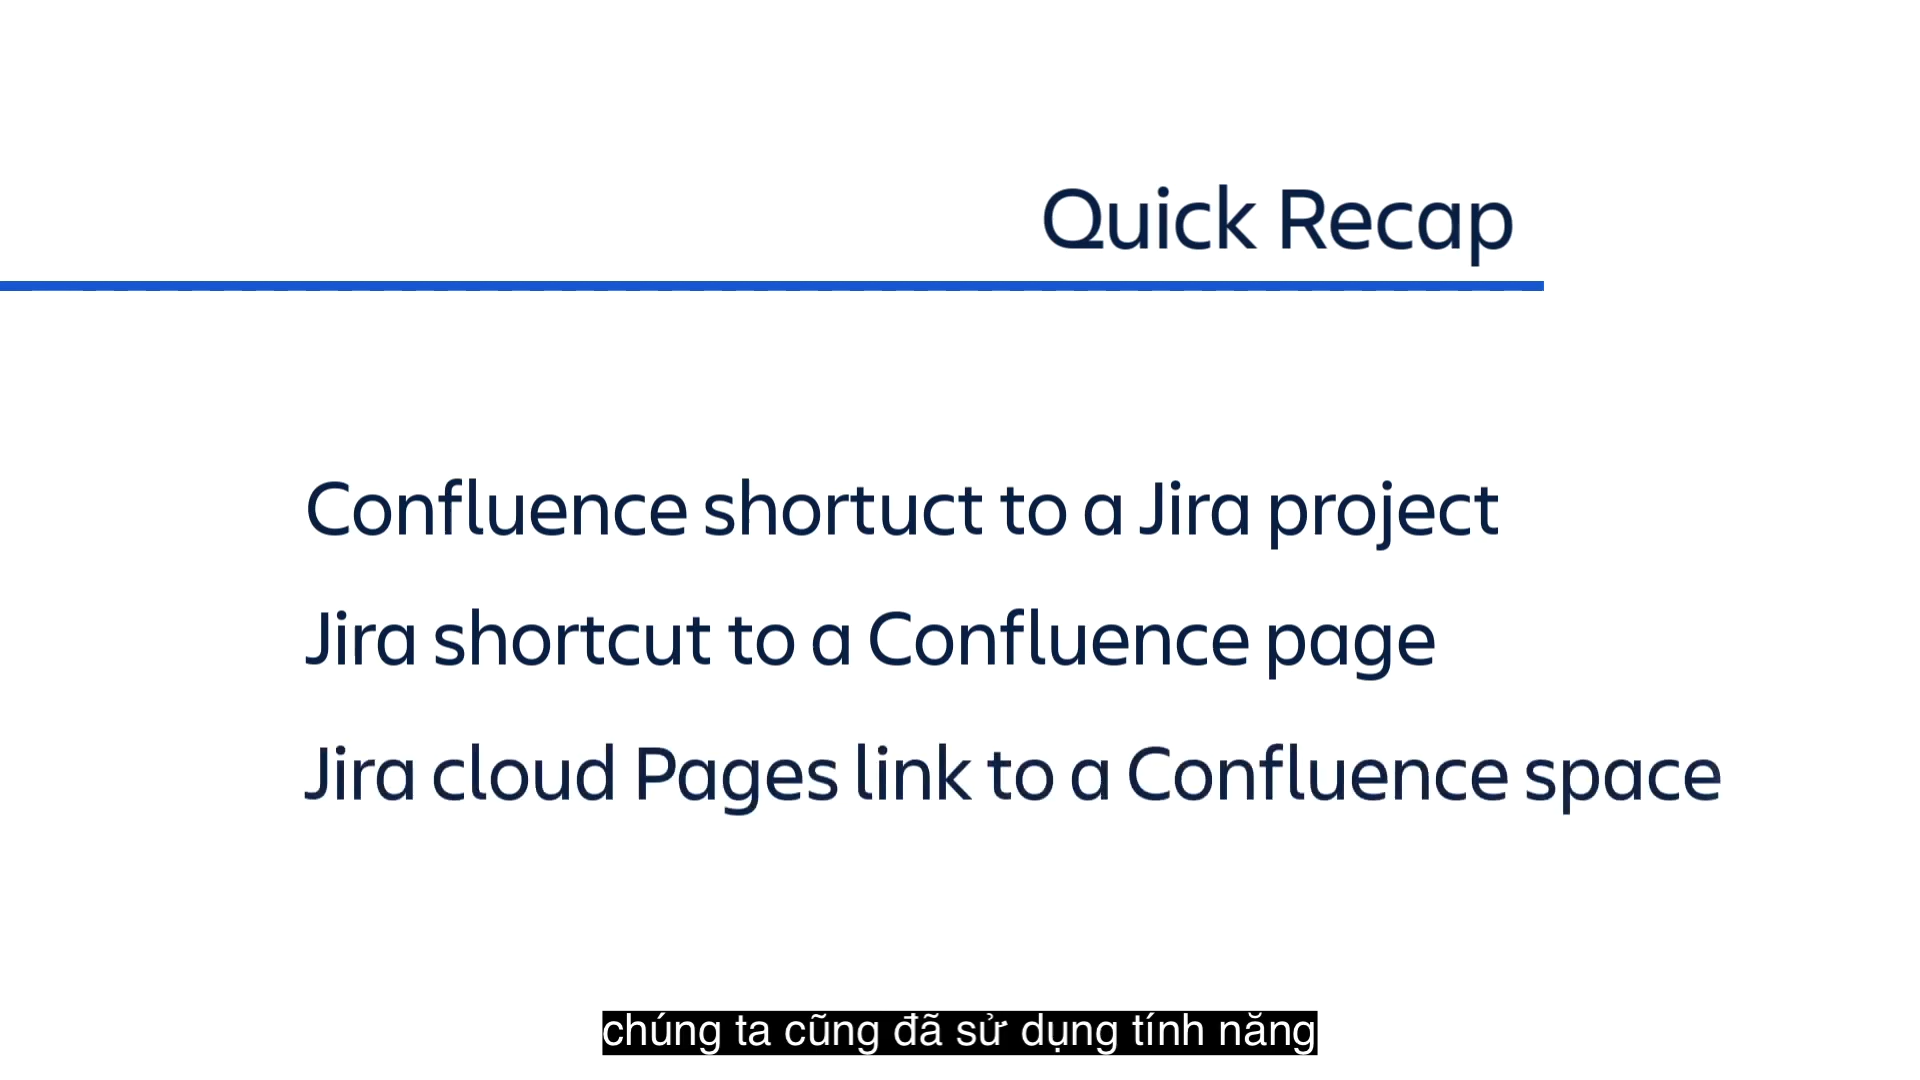 Quick Recap
Confluence shortuct to a Jira project
Jira shortcut to a Confluence page
Jira cloud Pages link to a Confluence space
chúng ta cũng đã sử dụng tính năng